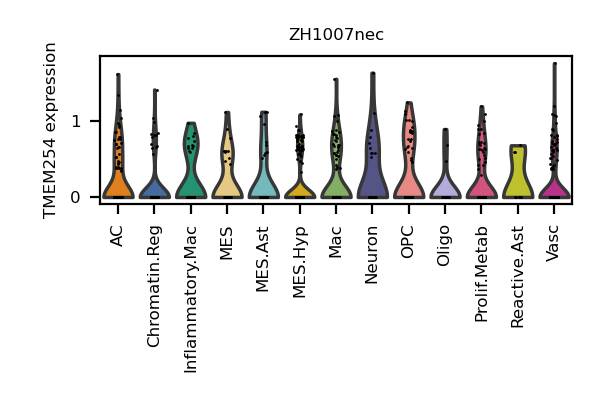 ZH1007nec
TMEM254 expression
1
0
AC
Chromatin.Reg
Inflammatory.Mac
MES
MES.Ast
MES.Hyp
Mac
Neuron
OPC
Oligo
Prolif.Metab
Reactive.Ast
Vasc